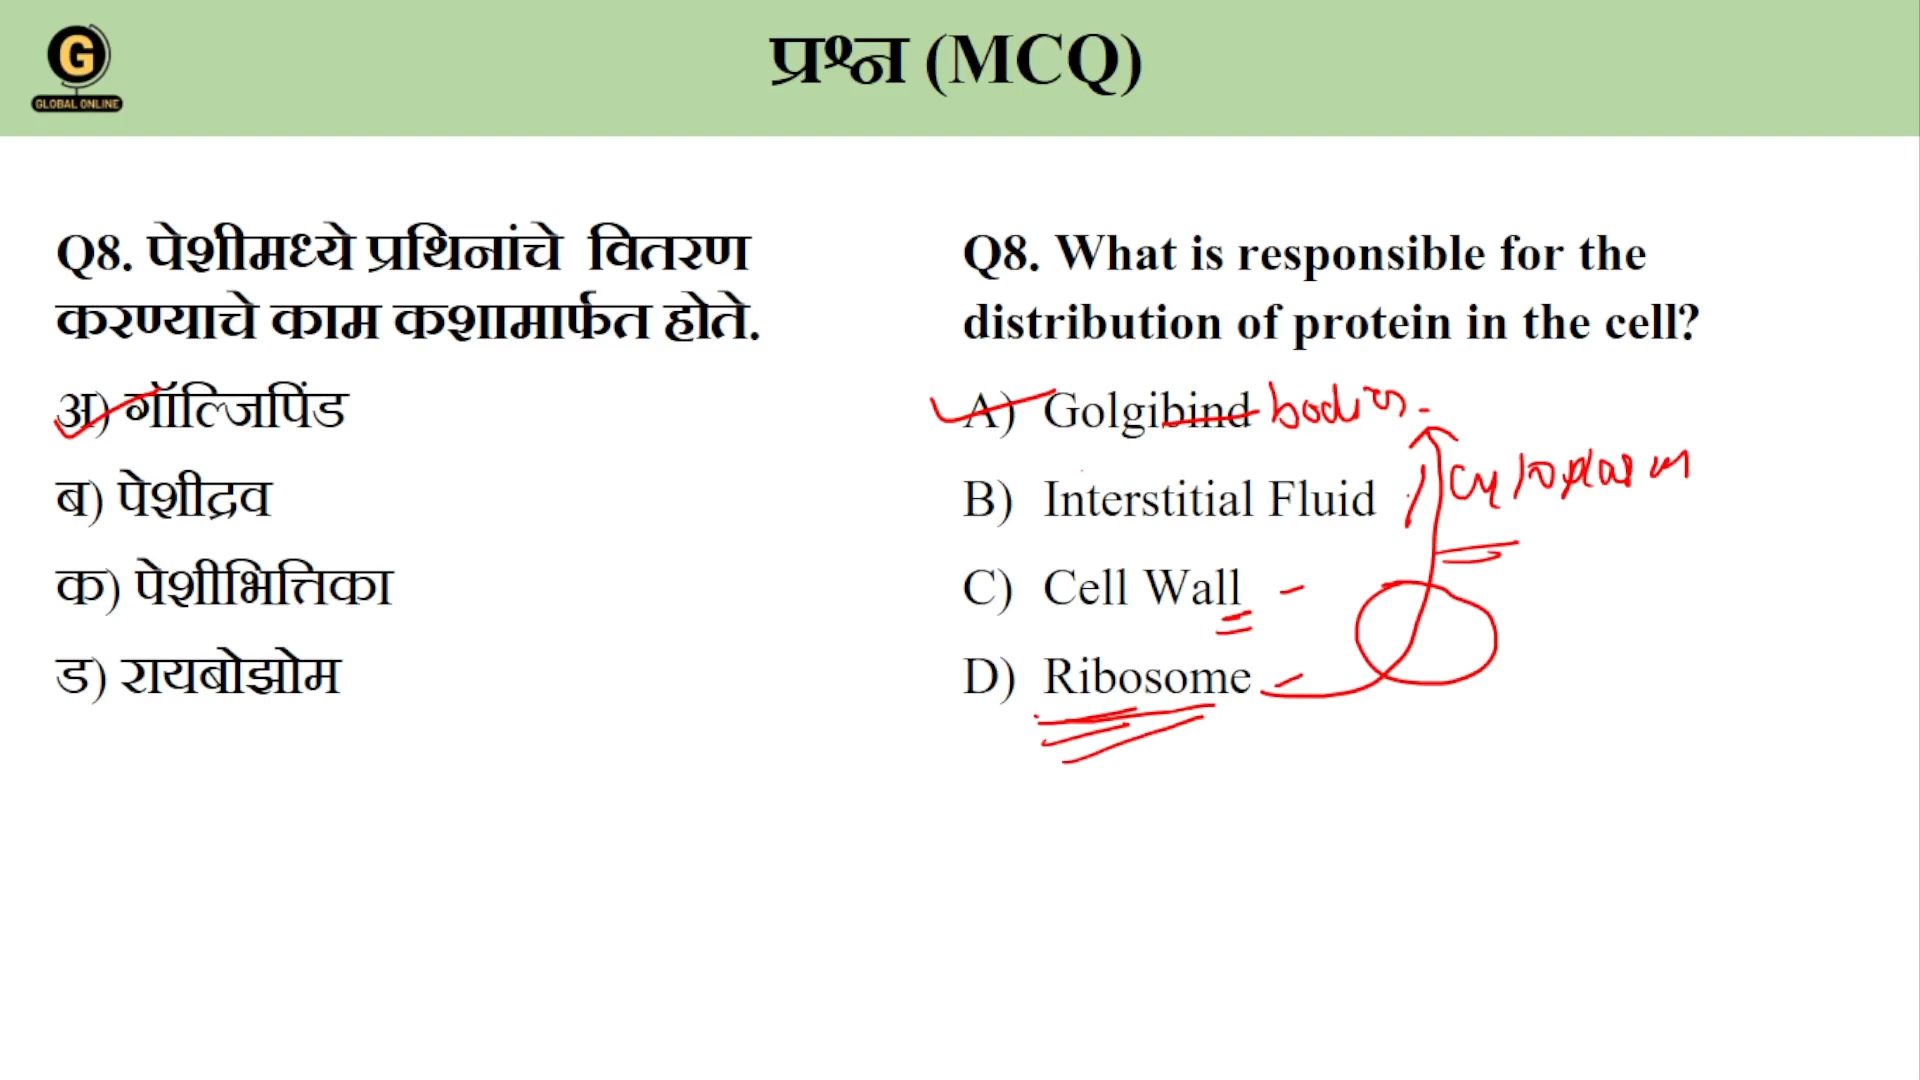 G
GLOBAL ONLINE
प्रश्न (MCQ)
Q8. पेशीमध्ये प्रथिनांचे वितरण
करण्याचे काम कशामार्फत होते.
अ) गॉल्जिपिंड
ब) पेशीद्रव
क) पेशीभित्तिका
ड) रायबोझोम
Q8. What is responsible for the
distribution of protein in the cell?
A) Golgibind bodies.
B) Interstitial Fluid cytoplasm
C) Cell Wall
D) Ribosome